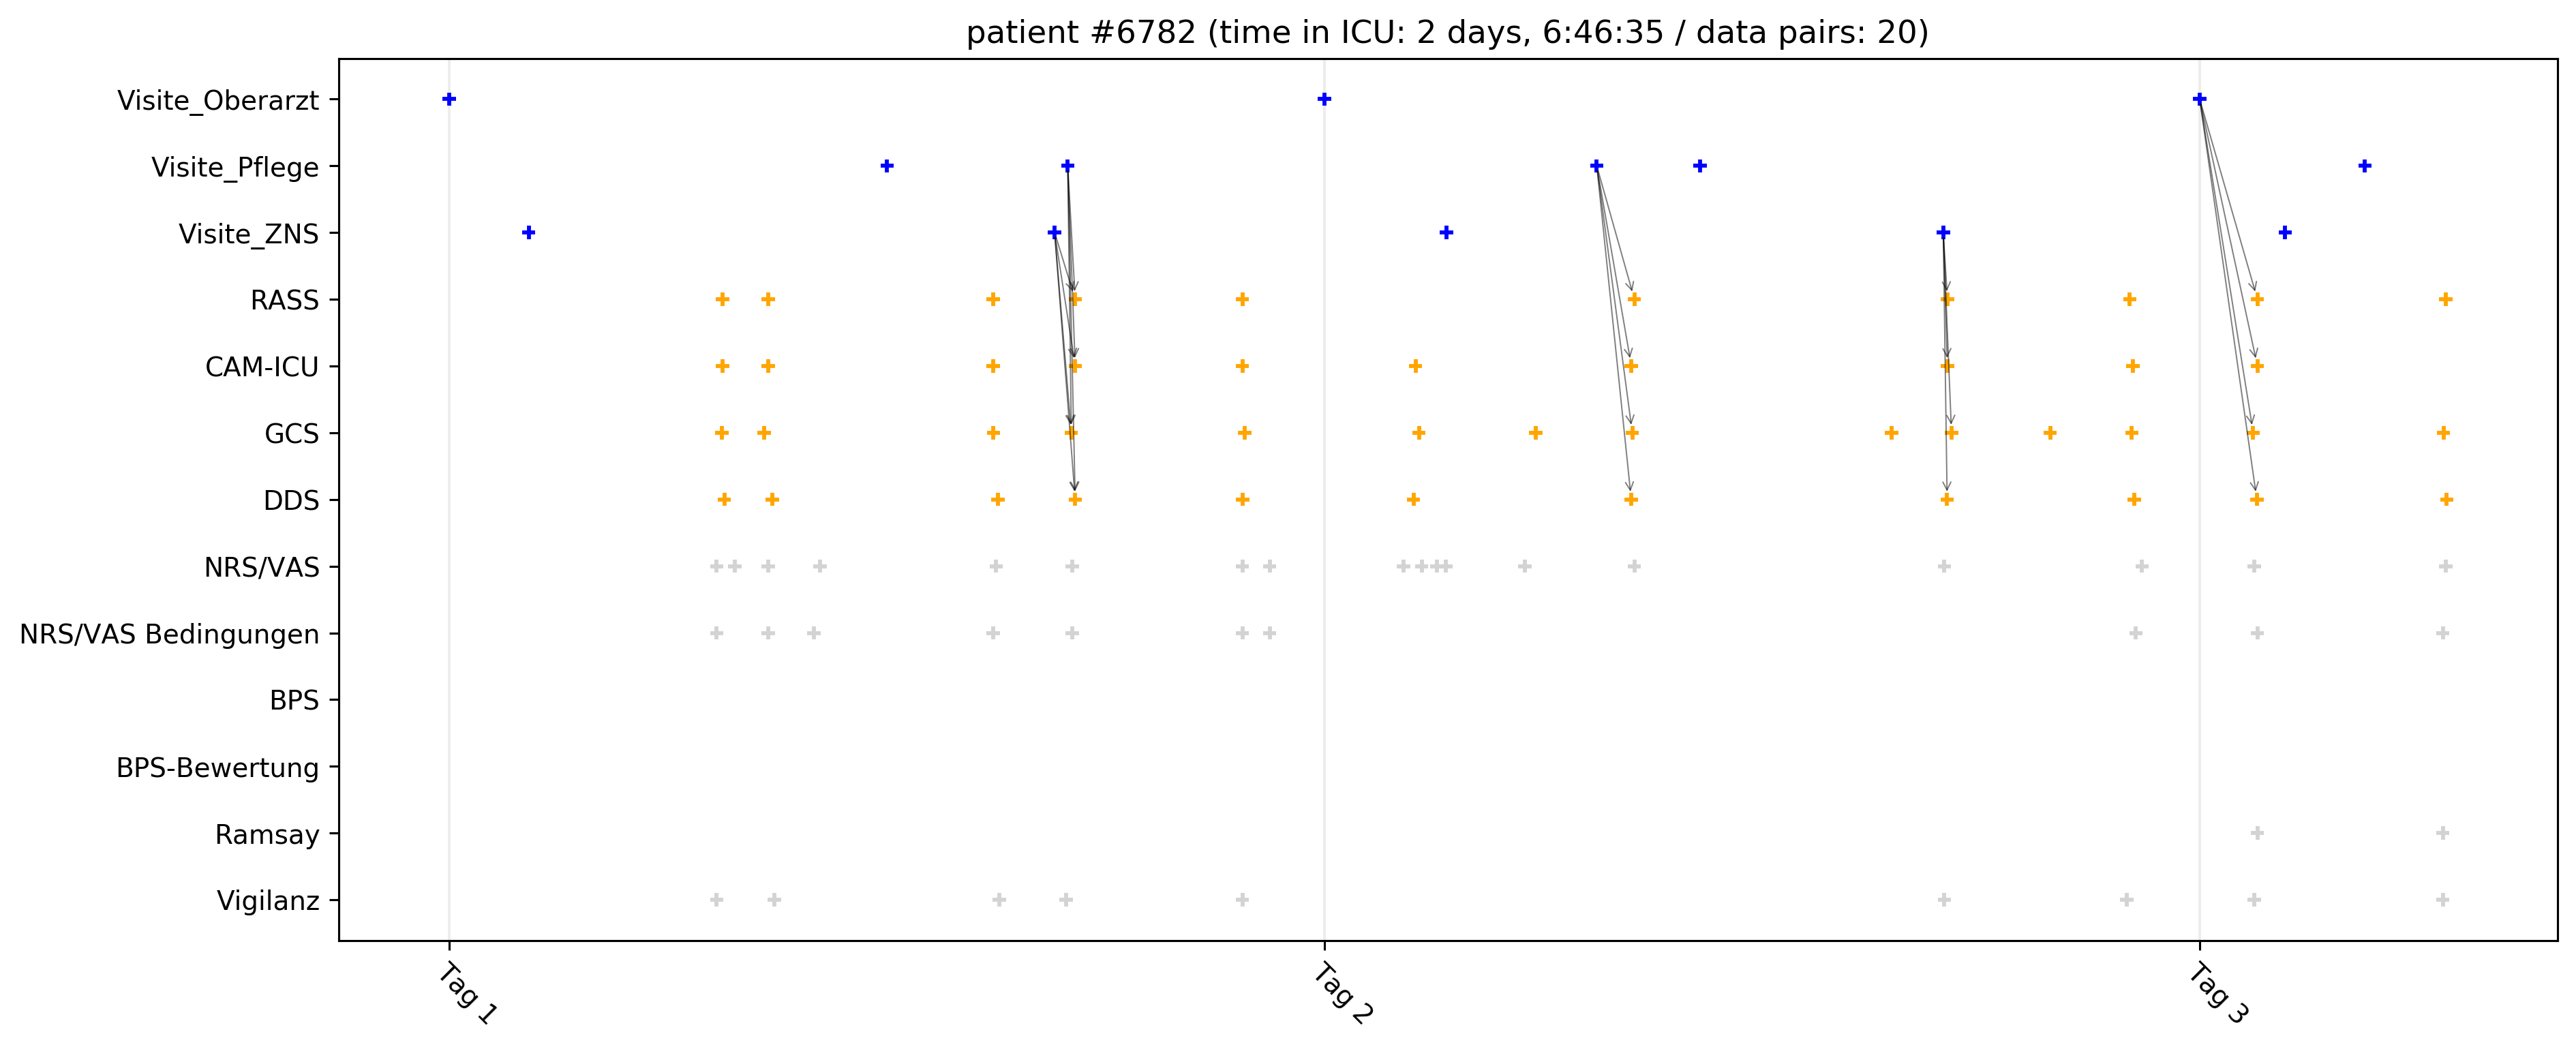 patient #6782 (time in ICU: 2 days, 6:46:35 / data pairs: 20)
Visite_Oberarzt
Visite_Pflege
Visite_ZNS
RASS
CAM-ICU
GCS
DDS
NRS/VAS
NRS/VAS Bedingungen
BPS
BPS-Bewertung
Ramsay
Vigilanz
Tag 1
Tag 2
Tag 3